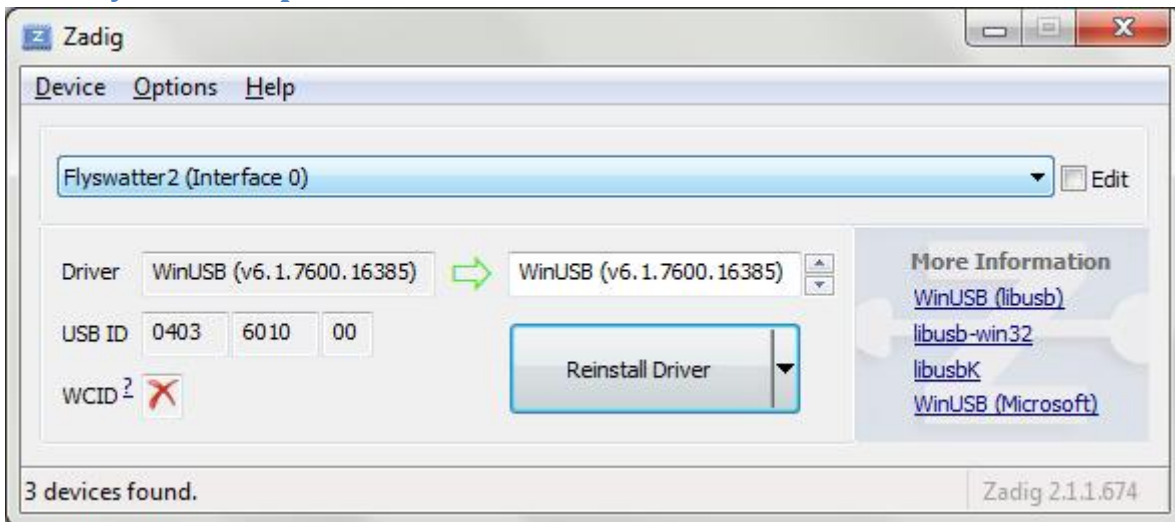 Zadig
Device Options Help
Flyswatter2 (Interface 0) Edit
Driver WinUSB (v6.1.7600.16385) WinUSB (v6.1.7600.16385)
USB ID 0403 6010 00
WCID ?
Reinstall Driver
More Information
WinUSB (libusb)
libusb-win32
libusbK
WinUSB (Microsoft)
3 devices found. Zadig 2.1.1.674